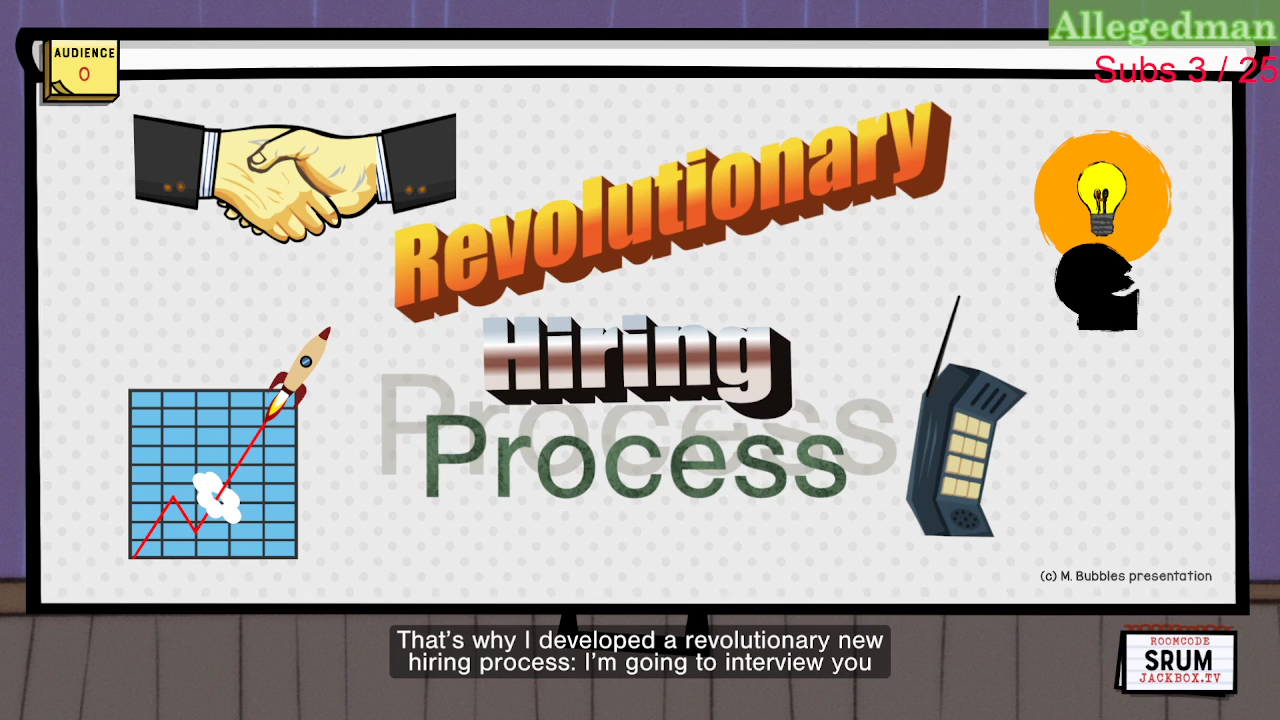 Allegedman
Subs 3 / 25
AUDIENCE
0
Revolutionary
Hiring
Process
Process
(c) M. Bubbles presentation
That's why I developed a revolutionary new
hiring process: I'm going to interview you
ROOMCODE
SRUM
JACKBOX.TV